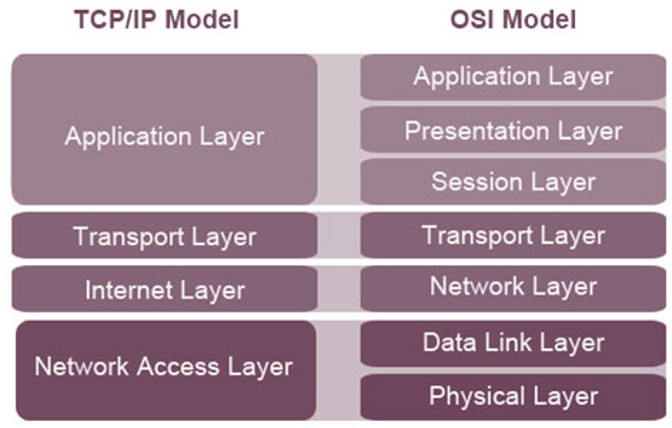 TCP/IP Model
OSI Model
Application Layer
Transport Layer
Internet Layer
Network Access Layer
Application Layer
Presentation Layer
Session Layer
Transport Layer
Network Layer
Data Link Layer
Physical Layer